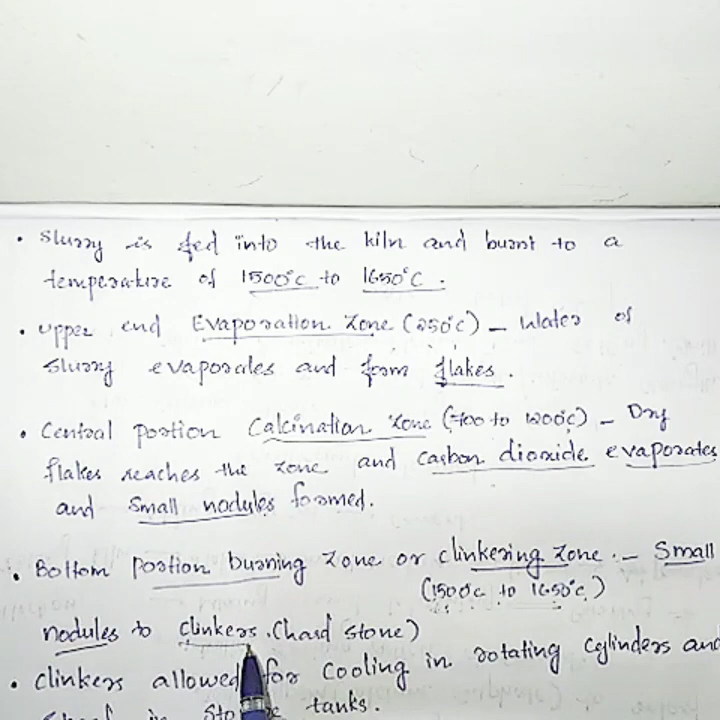 • Slurry is fed into the kiln and burnt to a
temperature of 1500°C to 1650°C.
• Upper end Evaporation Zone (250°C) - Water of
slurry evaporates and form flakes.
• Central portion Calcination Zone (700 to 1200°C) - Dry
flakes reaches the zone and carbon dioxide evaporates
and small nodules formed.
• Bottom portion burning zone or clinkering zone. - Small
(1500°C to 1650°C)
nodules to clinkers. (hard stone)
• Clinkers allowed for cooling in rotating cylinders and
in tanks.